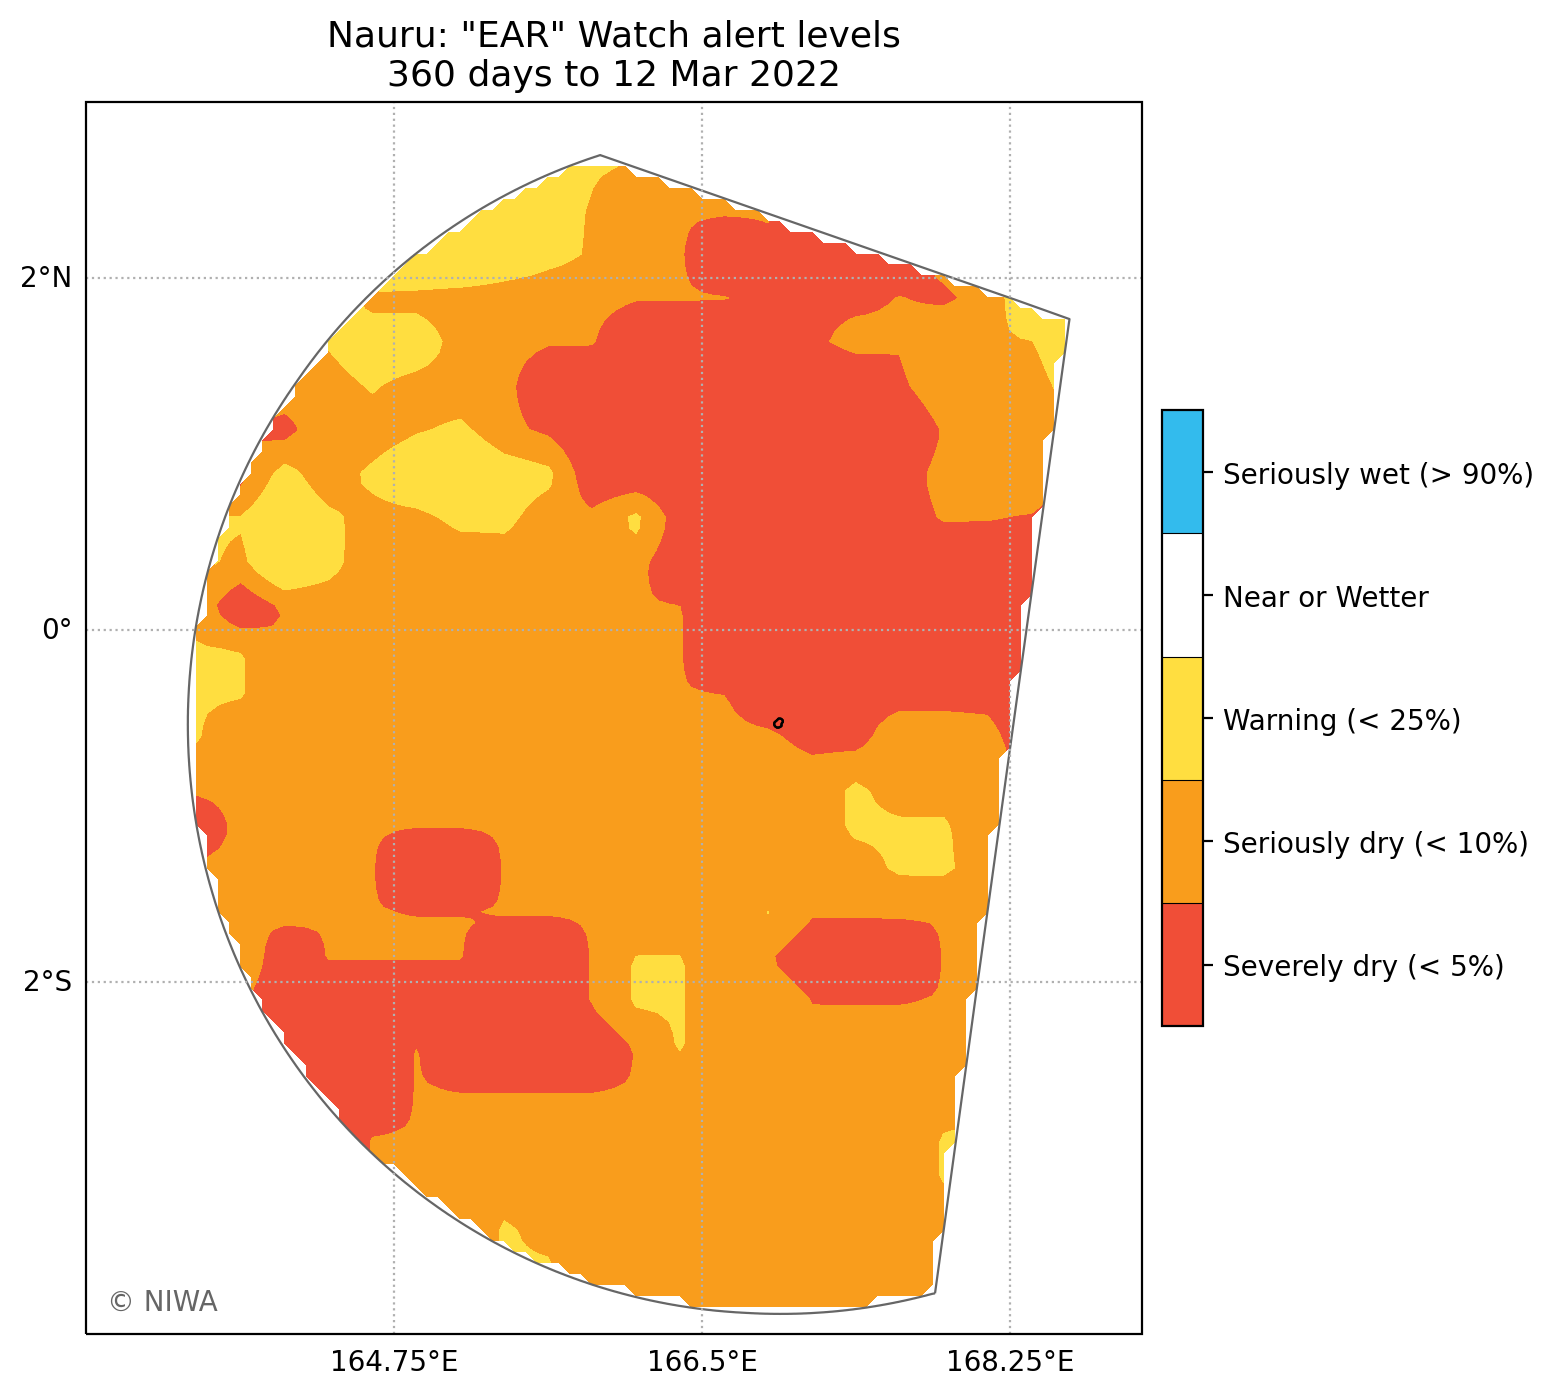 Nauru: "EAR" Watch alert levels
360 days to 12 Mar 2022
2°N
0°
2°S
164.75°E
166.5°E
168.25°E
Seriously wet (> 90%)
Near or Wetter
Warning (< 25%)
Seriously dry (< 10%)
Severely dry (< 5%)
© NIWA